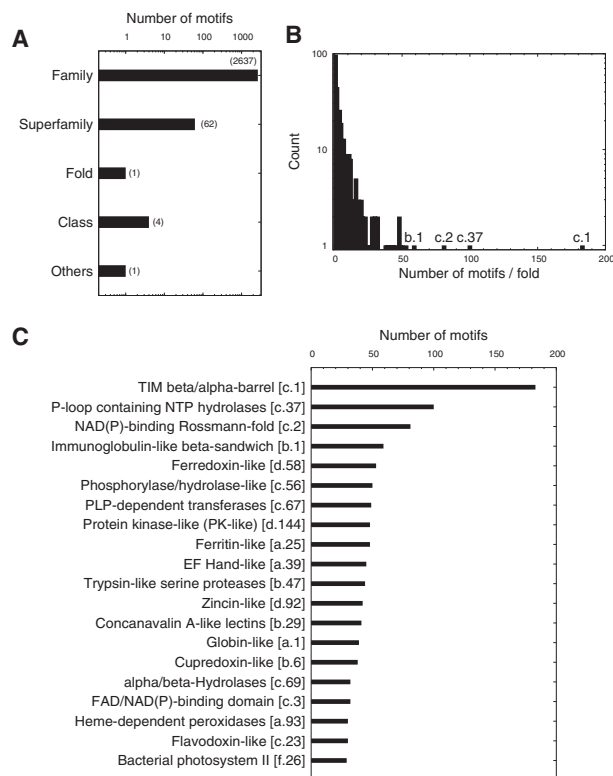 A
Number of motifs
1 10 100 1000
Family (2637)
Superfamily (62)
Fold (1)
Class (4)
Others (1)
B
Count
100
10
1
b.1 c.2 c.37 c.1
0 50 100 150 200
Number of motifs / fold
C
Number of motifs
0 50 100 150 200
TIM beta/alpha-barrel [c.1]
P-loop containing NTP hydrolases [c.37]
NAD(P)-binding Rossmann-fold [c.2]
Immunoglobulin-like beta-sandwich [b.1]
Ferredoxin-like [d.58]
Phosphorylase/hydrolase-like [c.56]
PLP-dependent transferases [c.67]
Protein kinase-like (PK-like) [d.144]
Ferritin-like [a.25]
EF Hand-like [a.39]
Trypsin-like serine proteases [b.47]
Zincin-like [d.92]
Concanavalin A-like lectins [b.29]
Globin-like [a.1]
Cupredoxin-like [b.6]
alpha/beta-Hydrolases [c.69]
FAD/NAD(P)-binding domain [c.3]
Heme-dependent peroxidases [a.93]
Flavodoxin-like [c.23]
Bacterial photosystem II [f.26]